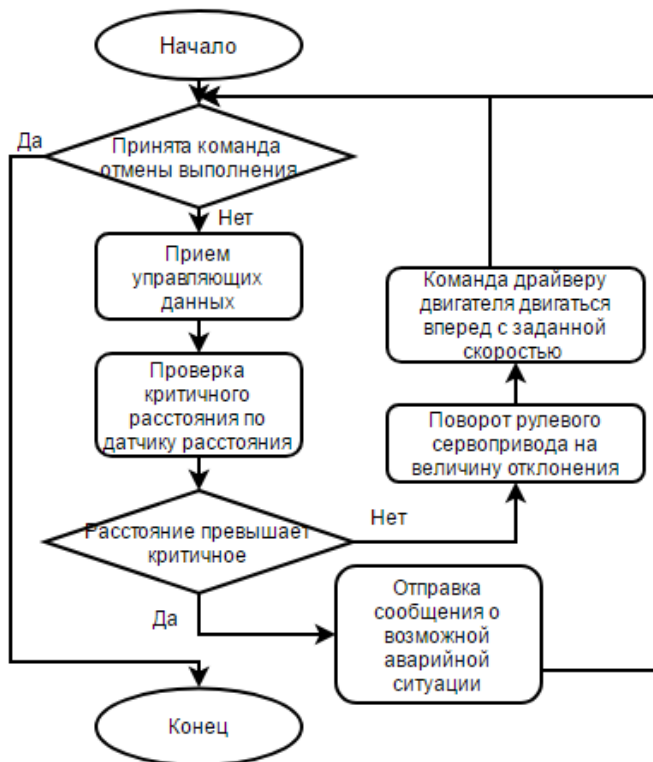 Начало
Да
Принята команда
отмены выполнения
Нет
Прием
управляющих
данных
Проверка
критичного
расстояния по
датчику расстояния
Расстояние превышает
критичное
Нет
Поворот рулевого
сервопривода на
величину отклонения
Команда драйверу
двигателя двигаться
вперед с заданной
скоростью
Да
Отправка
сообщения о
возможной
аварийной
ситуации
Конец